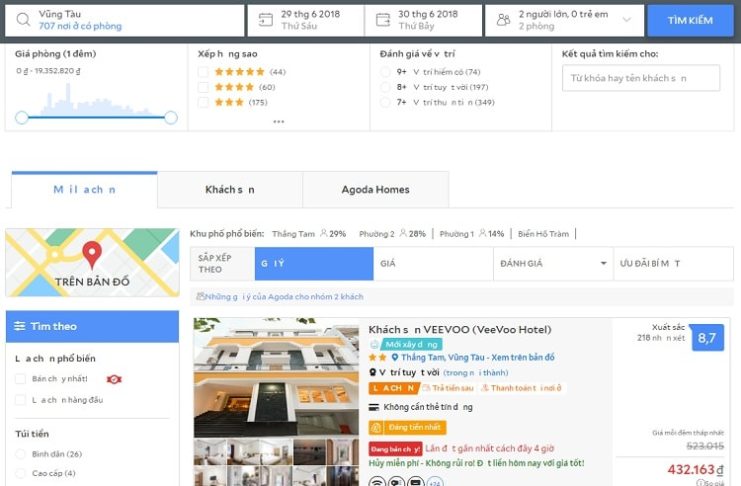 Vũng Tàu
707 nơi ở có phòng
29 thg 6 2018
Thứ Sáu
30 thg 6 2018
Thứ Bảy
2 người lớn, 0 trẻ em
2 phòng
TÌM KIẾM
Giá phòng (1 đêm)
0 ₫ - 19.352.820 ₫
Xếp h ng sao
(44)
(60)
(175)
Đánh giá về v trí
9+ V trí hiếm có (74)
8+ V trí tuy t vời (197)
7+ V trí thu n ti n (349)
Kết quả tìm kiếm cho:
Từ khóa hay tên khách s n
M i l a ch n
Khách s n
Agoda Homes
Khu phố phổ biến: Thắng Tam 29% Phường 2 28% Phường 1 14% Biển Hồ Tràm
TRÊN BẢN ĐỒ
SẮP XẾP THEO
G I Ý
GIÁ
ĐÁNH GIÁ
ƯU ĐÃI BÍ M T
Những g i ý của Agoda cho nhóm 2 khách
Tìm theo
L a ch n phổ biến
Bán ch y nhất!
L a ch n hàng đầu
Túi tiền
Bình dân (26)
Cao cấp (4)
Khách s n VEEVOO (VeeVoo Hotel)
Mới xây d ng
Thắng Tam, Vũng Tàu - Xem trên bản đồ
V trí tuy t vời (trong n i thành)
L A CH N Trả tiền sau Thanh toán t i nơi ở
Không cần thẻ tín d ng
Đáng tiền nhất
Đang bán ch y! Lần đ t gần nhất cách đây 4 giờ
Hủy miễn phí - Không rủi ro! Đ t liền hôm nay với giá tốt!
+24
Xuất sắc
218 nh n xét
8,7
Giá mỗi đêm thấp nhất
523.015
432.163 ₫
So giá